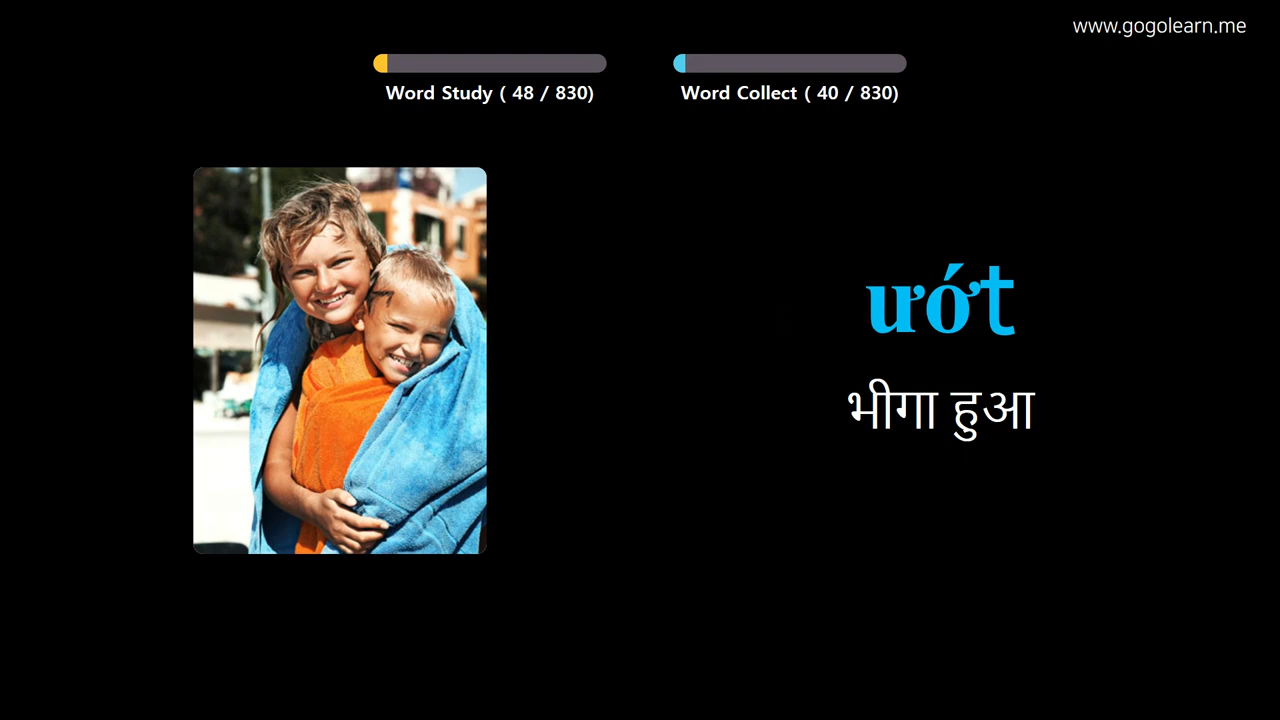 www.gogolearn.me
Word Study ( 48 / 830)
Word Collect ( 40 / 830)
ướt
भीगा हुआ